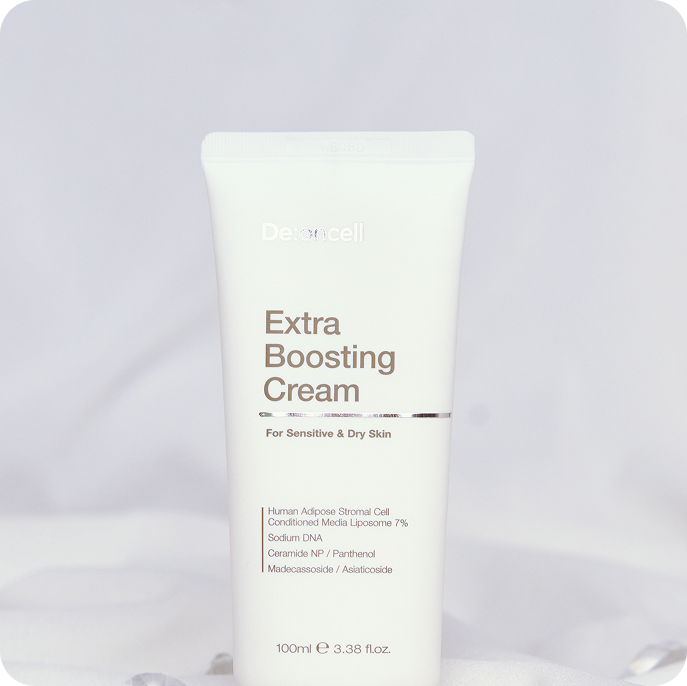 Extra
Boosting
Cream
For Sensitive & Dry Skin
Human Adipose Stromal Cell
Conditioned Media Liposome 7%
Sodium DNA
Ceramide NP / Panthenol
Madecassoside / Asiaticoside
100ml ℮ 3.38 fl.oz.